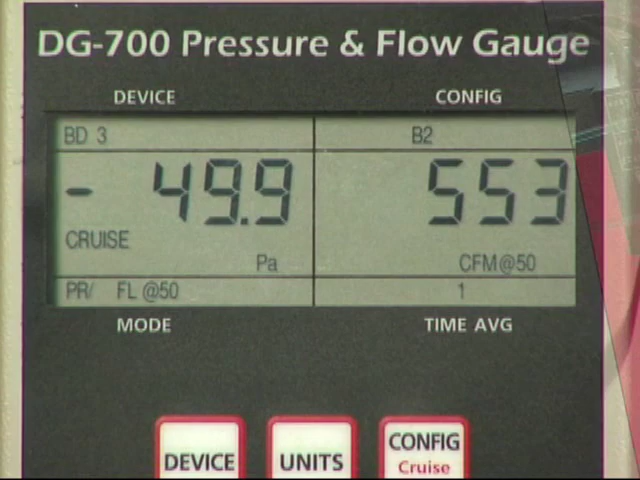 DG-700 Pressure & Flow Gauge
DEVICE CONFIG
BD 3 B2
- 49.9 553
CRUISE
Pa CFM@50
PR/ FL @50 1
MODE TIME AVG
DEVICE UNITS CONFIG
Cruise